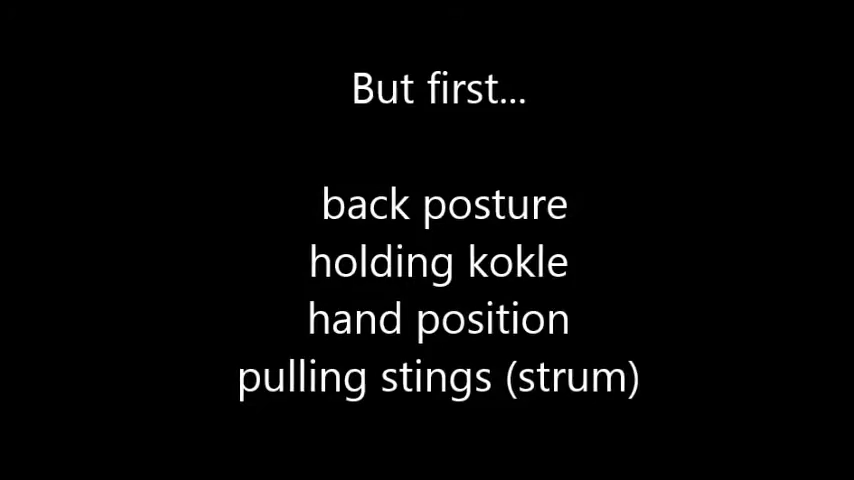 But first...
back posture
holding kokle
hand position
pulling stings (strum)